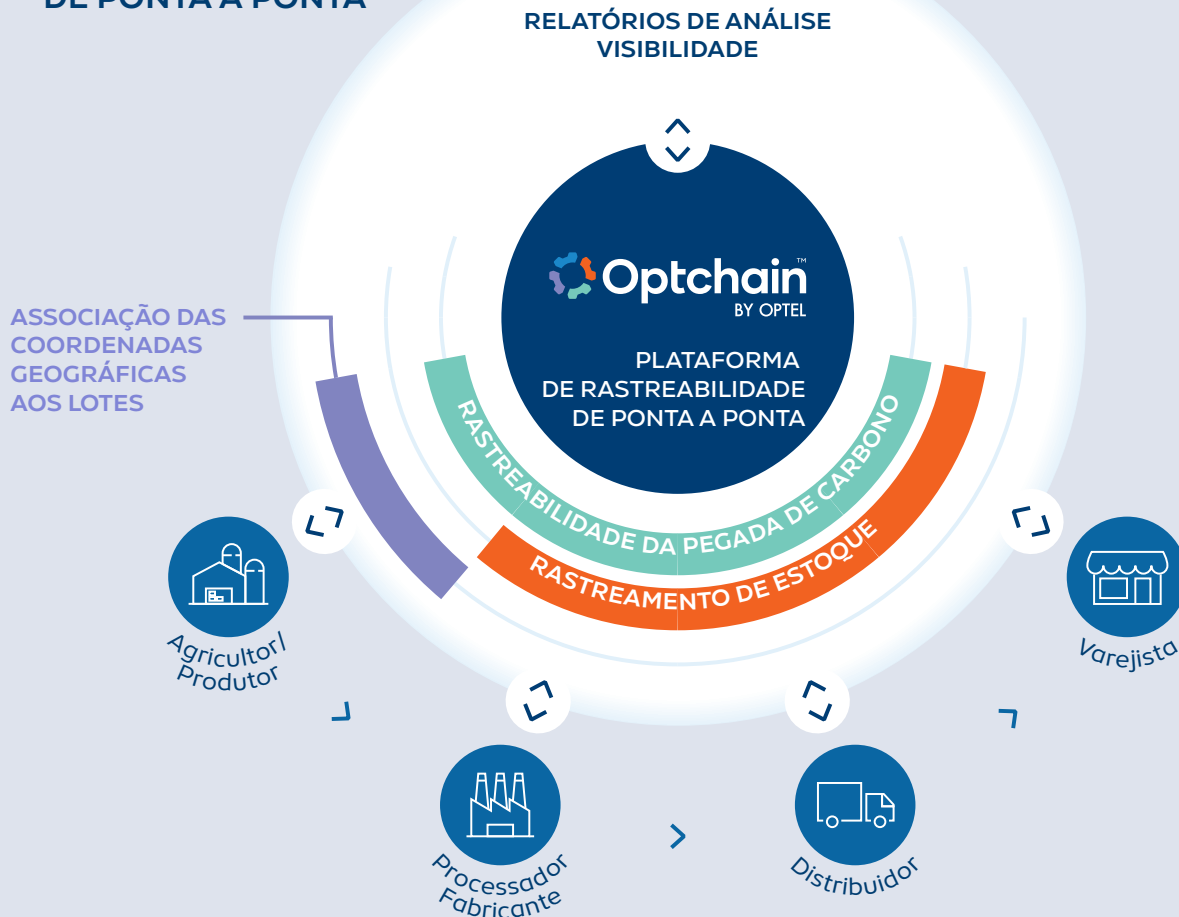 DE PONTA A PONTA
RELATÓRIOS DE ANÁLISE
VISIBILIDADE
Optchain™
BY OPTEL
PLATAFORMA
DE RASTREABILIDADE
DE PONTA A PONTA
ASSOCIAÇÃO DAS
COORDENADAS
GEOGRÁFICAS
AOS LOTES
RASTREABILIDADE DA PEGADA DE CARBONO
RASTREAMENTO DE ESTOQUE
Agricultor/
Produtor
Processador
Fabricante
Distribuidor
Varejista